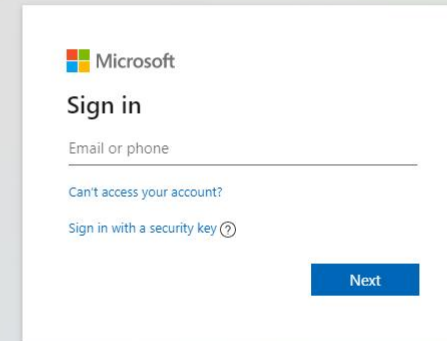 Microsoft
Sign in
Email or phone
Can't access your account?
Sign in with a security key
Next